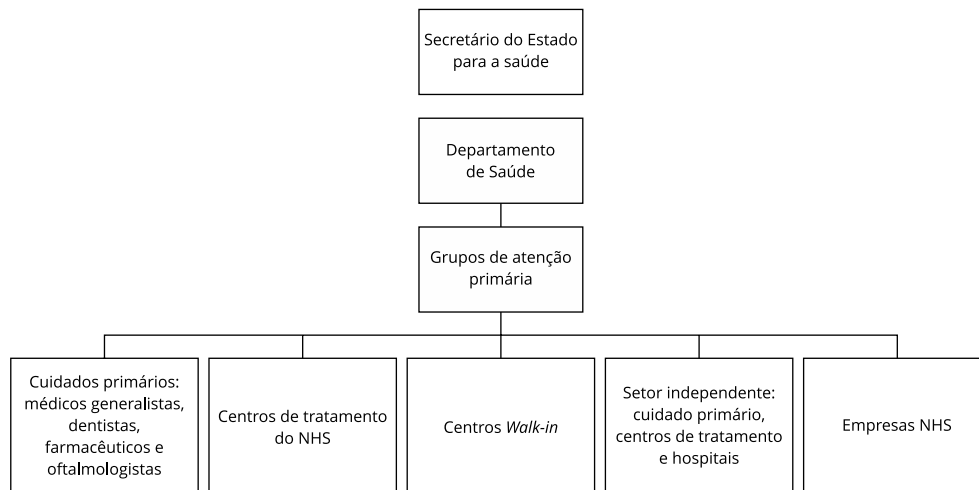 Secretário do Estado
para a saúde
Departamento
de Saúde
Grupos de atenção
primária
Cuidados primários:
médicos generalistas,
dentistas,
farmacêuticos e
oftalmologistas
Centros de tratamento
do NHS
Centros Walk-in
Setor independente:
cuidado primário,
centros de tratamento
e hospitais
Empresas NHS